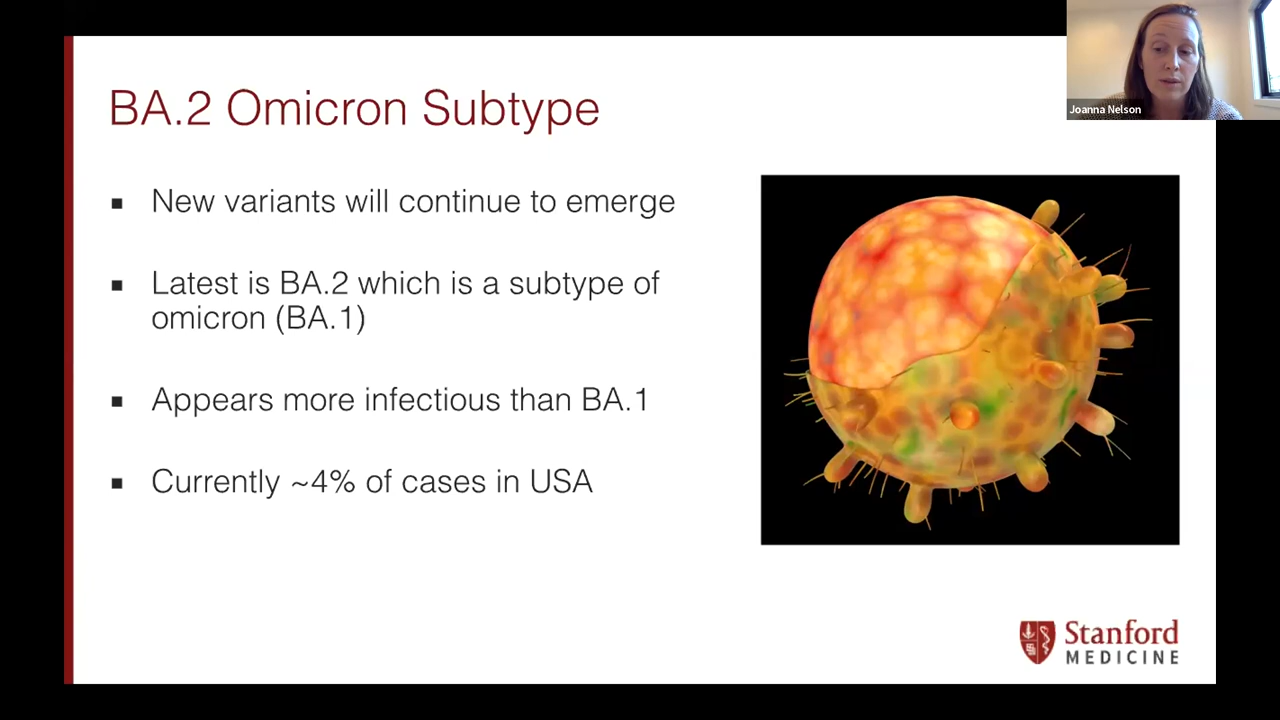 BA.2 Omicron Subtype
Joanna Nelson
▪ New variants will continue to emerge
▪ Latest is BA.2 which is a subtype of
omicron (BA.1)
▪ Appears more infectious than BA.1
▪ Currently ~4% of cases in USA
Stanford
MEDICINE